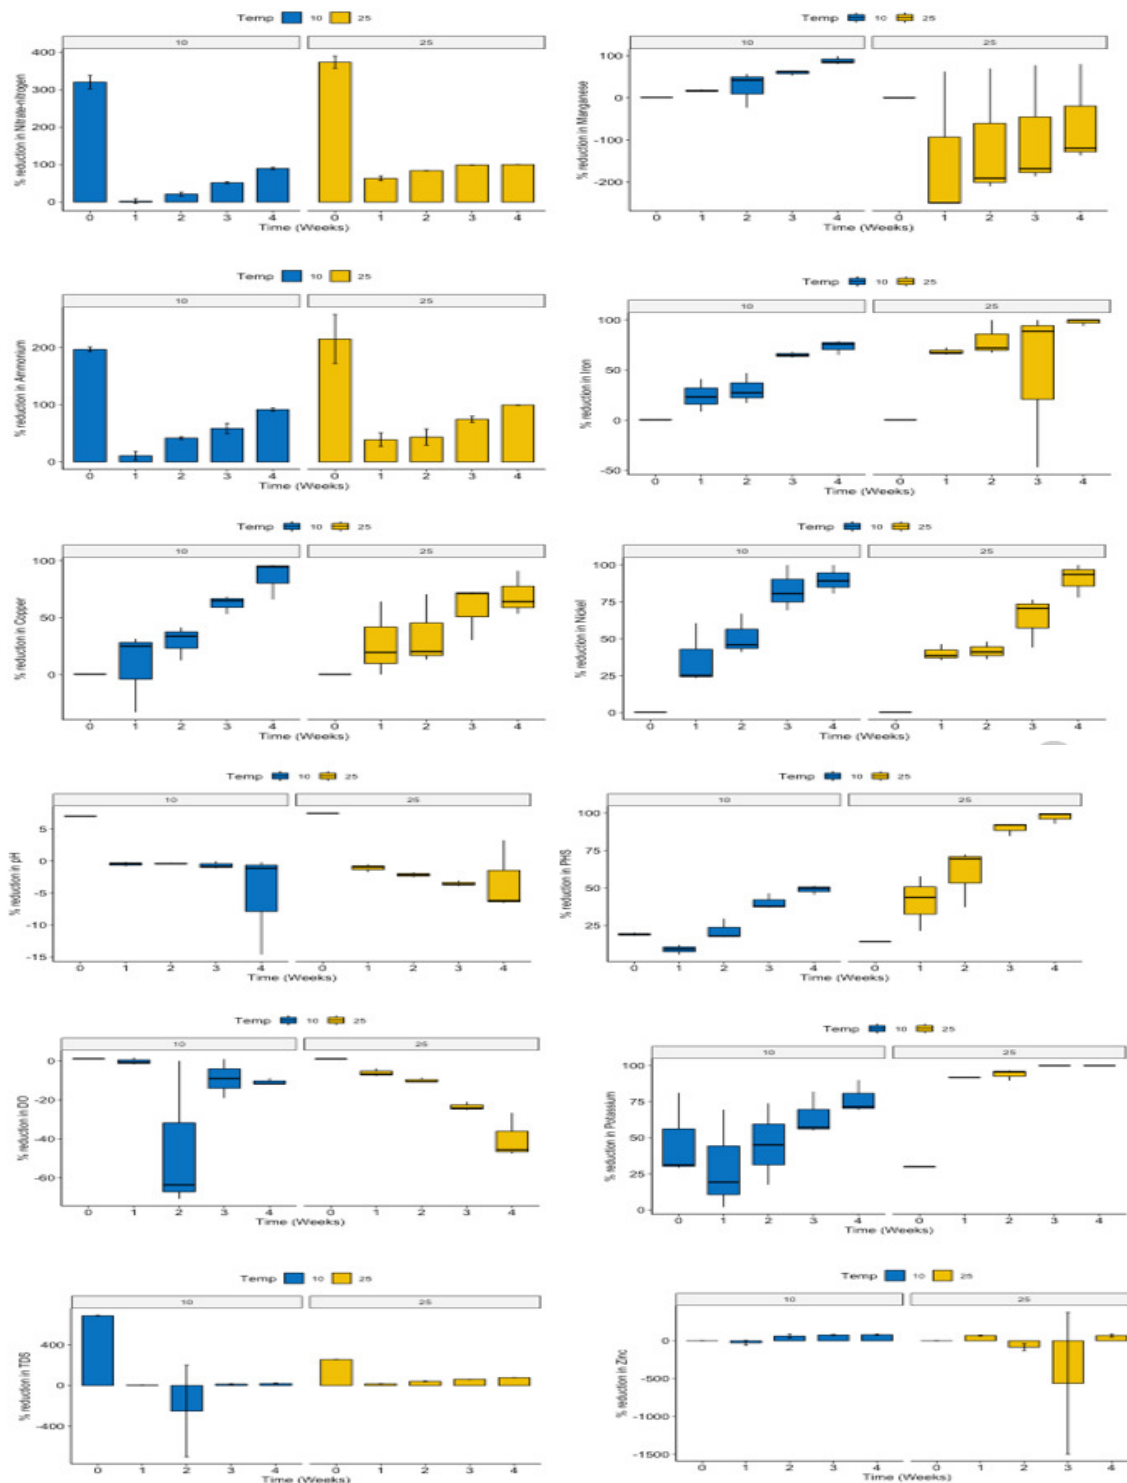 Temp 10 25
10 25
% reduction in Nitrate-nitrogen
400
300
200
100
0
0 1 2 3 4 0 1 2 3 4
Time (Weeks)
Temp 10 25
10 25
% reduction in Manganese
100
0
-100
-200
0 1 2 3 4 0 1 2 3 4
Time (Weeks)
Temp 10 25
10 25
% reduction in Ammonium
200
100
0
0 1 2 3 4 0 1 2 3 4
Time (Weeks)
Temp 10 25
10 25
% reduction in Iron
100
50
0
-50
0 1 2 3 4 0 1 2 3 4
Time (Weeks)
Temp 10 25
10 25
% reduction in Copper
100
50
0
0 1 2 3 4 0 1 2 3 4
Time (Weeks)
Temp 10 25
10 25
% reduction in Nickel
100
75
50
25
0
0 1 2 3 4 0 1 2 3 4
Time (Weeks)
Temp 10 25
10 25
% reduction in pH
5
0
-5
-10
-15
0 1 2 3 4 0 1 2 3 4
Time (Weeks)
Temp 10 25
10 25
% reduction in PHS
100
75
50
25
0 1 2 3 4 0 1 2 3 4
Time (Weeks)
Temp 10 25
10 25
% reduction in DO
0
-20
-40
-60
0 1 2 3 4 0 1 2 3 4
Time (Weeks)
Temp 10 25
10 25
% reduction in Potassium
100
75
50
25
0
0 1 2 3 4 0 1 2 3 4
Time (Weeks)
Temp 10 25
10 25
% reduction in TDS
400
0
-400
0 1 2 3 4 0 1 2 3 4
Time (Weeks)
Temp 10 25
10 25
% reduction in Zinc
0
-500
-1000
-1500
0 1 2 3 4 0 1 2 3 4
Time (Weeks)